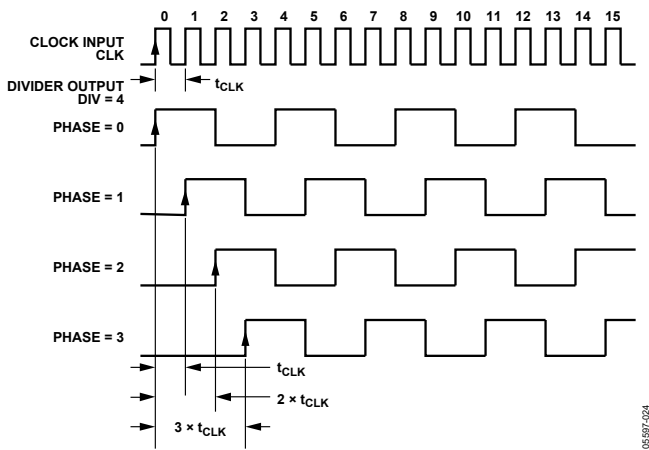 0 1 2 3 4 5 6 7 8 9 10 11 12 13 14 15
CLOCK INPUT
CLK
DIVIDER OUTPUT
DIV = 4
tCLK
PHASE = 0
PHASE = 1
PHASE = 2
PHASE = 3
tCLK
2 × tCLK
3 × tCLK
05597-024